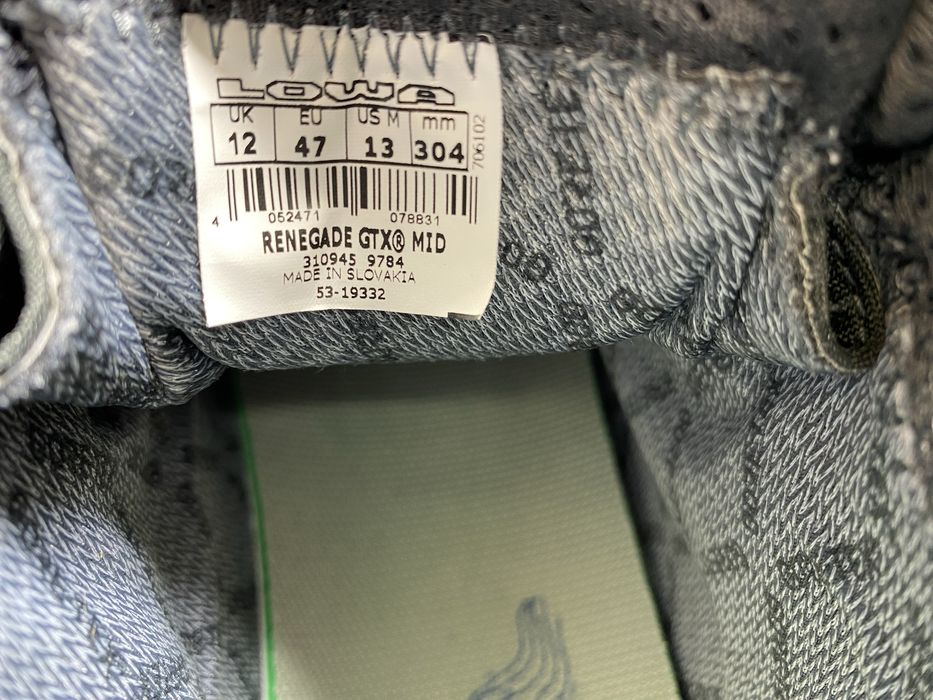 LOWA
UK EU US M mm
12 47 13 304
706102
4 052471 078831
RENEGADE GTX® MID
310945 9784
MADE IN SLOVAKIA
53-19332